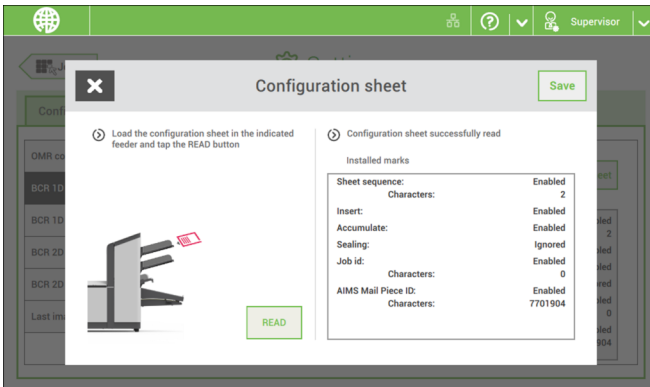 Supervisor
Configuration sheet
Save
Load the configuration sheet in the indicated
feeder and tap the READ button
READ
Configuration sheet successfully read
Installed marks
Sheet sequence: Enabled
Characters: 2
Insert: Enabled
Accumulate: Enabled
Sealing: Ignored
Job id: Enabled
Characters: 0
AIMS Mail Piece ID: Enabled
Characters: 7701904
OMR co
BCR 1D
BCR 1D
BCR 2D
BCR 2D
Last im